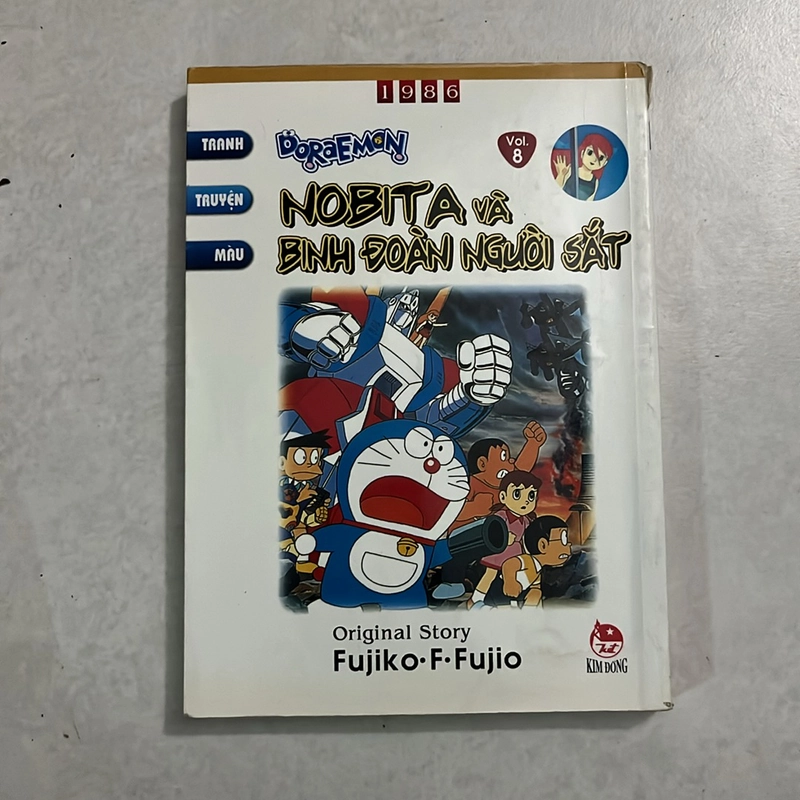 1986
TRANH
TRUYỆN
MÀU
DORAEMON
Vol.
8
NOBITA VÀ
BINH ĐOÀN NGƯỜI SẮT
Original Story
Fujiko·F·Fujio
KIM ĐỒNG